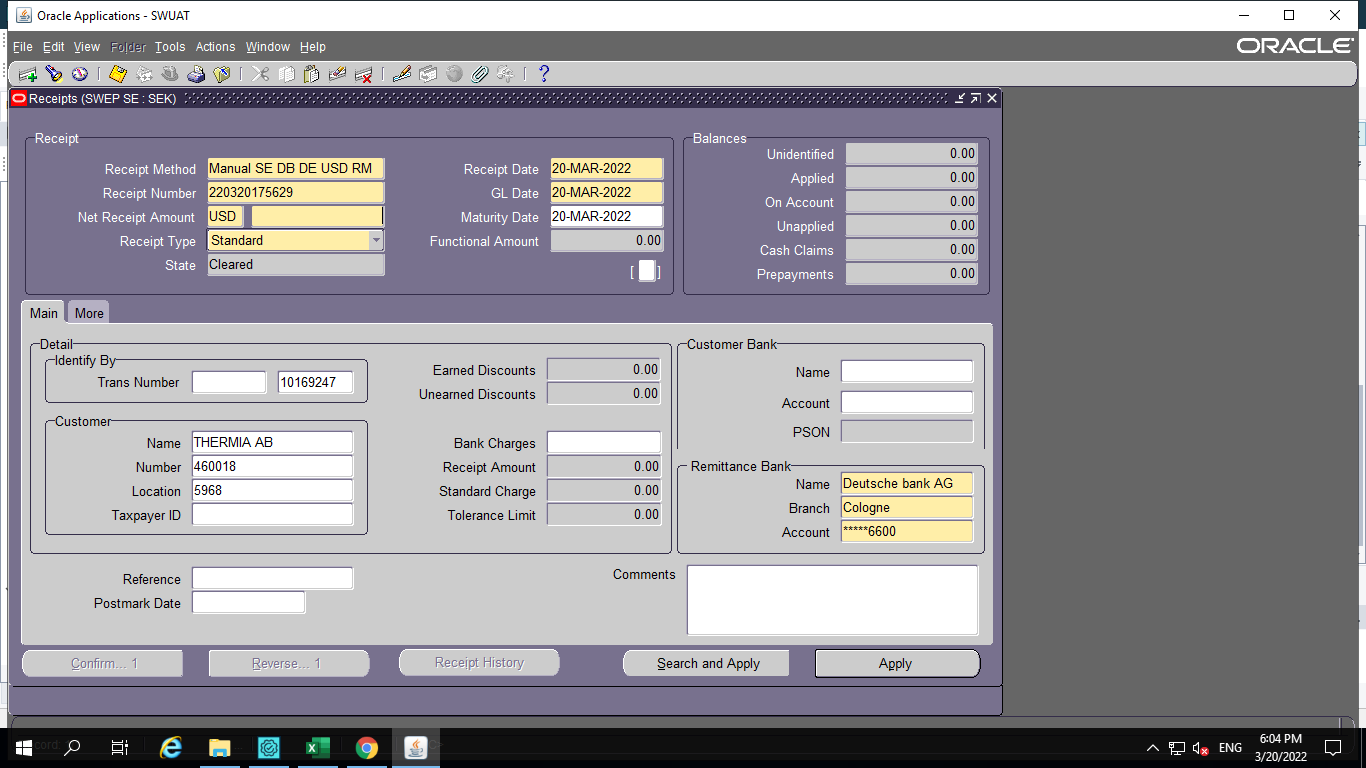 Oracle Applications - SWUAT
File Edit View Folder Tools Actions Window Help
ORACLE
Receipts (SWEP SE : SEK)
Receipt
Receipt Method Manual SE DB DE USD RM
Receipt Number 220320175629
Net Receipt Amount USD
Receipt Type Standard
State Cleared
Receipt Date 20-MAR-2022
GL Date 20-MAR-2022
Maturity Date 20-MAR-2022
Functional Amount 0.00
[ ]
Balances
Unidentified 0.00
Applied 0.00
On Account 0.00
Unapplied 0.00
Cash Claims 0.00
Prepayments 0.00
Main More
Detail
Identify By
Trans Number 10169247
Customer
Name THERMIA AB
Number 460018
Location 5968
Taxpayer ID
Earned Discounts 0.00
Unearned Discounts 0.00
Bank Charges
Receipt Amount 0.00
Standard Charge 0.00
Tolerance Limit 0.00
Customer Bank
Name
Account
PSON
Remittance Bank
Name Deutsche bank AG
Branch Cologne
Account *****6600
Reference
Postmark Date
Comments
Confirm... 1 Reverse... 1 Receipt History Search and Apply Apply
ENG
6:04 PM
3/20/2022